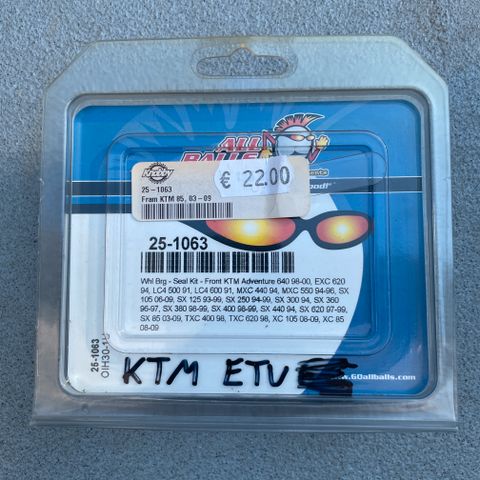 ALL
BALLS
Knobby
25-1063
Fram KTM 85, 03-09
€ 22.00
25-1063
Whl Brg - Seal Kit - Front KTM Adventure 640 98-00, EXC 620
94, LC4 500 91, LC4 600 91, MXC 440 94, MXC 550 94-96, SX
105 06-09, SX 125 93-99, SX 250 94-99, SX 300 94, SX 360
96-97, SX 380 98-99, SX 400 98-99, SX 440 94, SX 620 97-99,
SX 85 03-09, TXC 400 98, TXC 620 98, XC 105 08-09, XC 85
08-09
25-1063
KTM ETU
www.60allballs.com